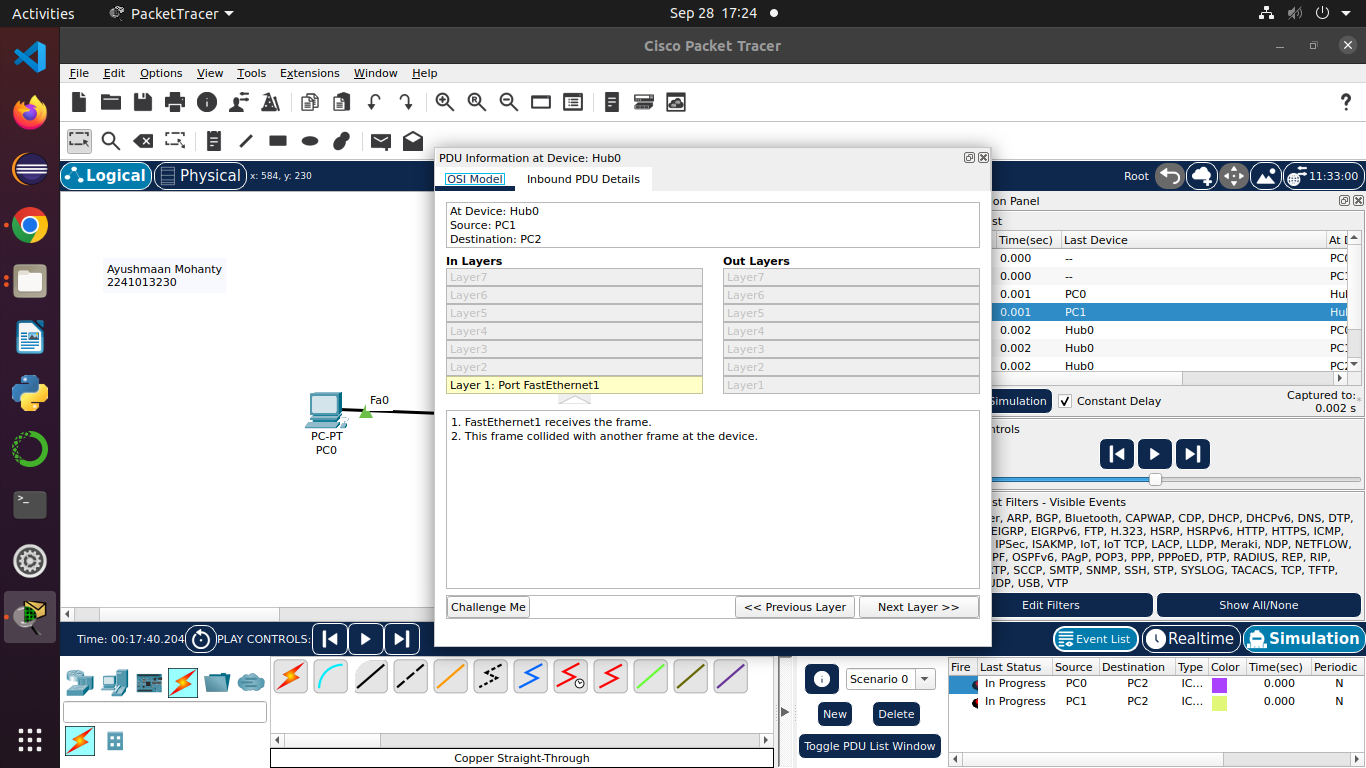 Activities PacketTracer Sep 28 17:24
Cisco Packet Tracer
File Edit Options View Tools Extensions Window Help
?
Logical Physical x: 584, y: 230 Root 11:33:00
PDU Information at Device: Hub0
OSI Model Inbound PDU Details
At Device: Hub0
Source: PC1
Destination: PC2
In Layers Out Layers
Layer7 Layer7
Layer6 Layer6
Layer5 Layer5
Layer4 Layer4
Layer3 Layer3
Layer2 Layer2
Layer 1: Port FastEthernet1 Layer1
1. FastEthernet1 receives the frame.
2. This frame collided with another frame at the device.
Challenge Me << Previous Layer Next Layer >>
Ayushmaan Mohanty
2241013230
Fa0
PC-PT
PC0
on Panel
st
Time(sec) Last Device At D
0.000 -- PC0
0.000 -- PC1
0.001 PC0 Hul
0.001 PC1 Hul
0.002 Hub0 PC0
0.002 Hub0 PC1
0.002 Hub0 PC2
Simulation Constant Delay Captured to:
0.002 s
ntrols
st Filters - Visible Events
er, ARP, BGP, Bluetooth, CAPWAP, CDP, DHCP, DHCPv6, DNS, DTP,
EIGRP, EIGRPv6, FTP, H.323, HSRP, HSRPv6, HTTP, HTTPS, ICMP,
IPSec, ISAKMP, IoT, IoT TCP, LACP, LLDP, Meraki, NDP, NETFLOW,
PF, OSPFv6, PAgP, POP3, PPP, PPPoED, PTP, RADIUS, REP, RIP,
TP, SCCP, SMTP, SNMP, SSH, STP, SYSLOG, TACACS, TCP, TFTP,
UDP, USB, VTP
Edit Filters Show All/None
Time: 00:17:40.204 PLAY CONTROLS: Event List Realtime Simulation
Copper Straight-Through
Scenario 0
New Delete
Toggle PDU List Window
Fire Last Status Source Destination Type Color Time(sec) Periodic
In Progress PC0 PC2 IC... 0.000 N
In Progress PC1 PC2 IC... 0.000 N